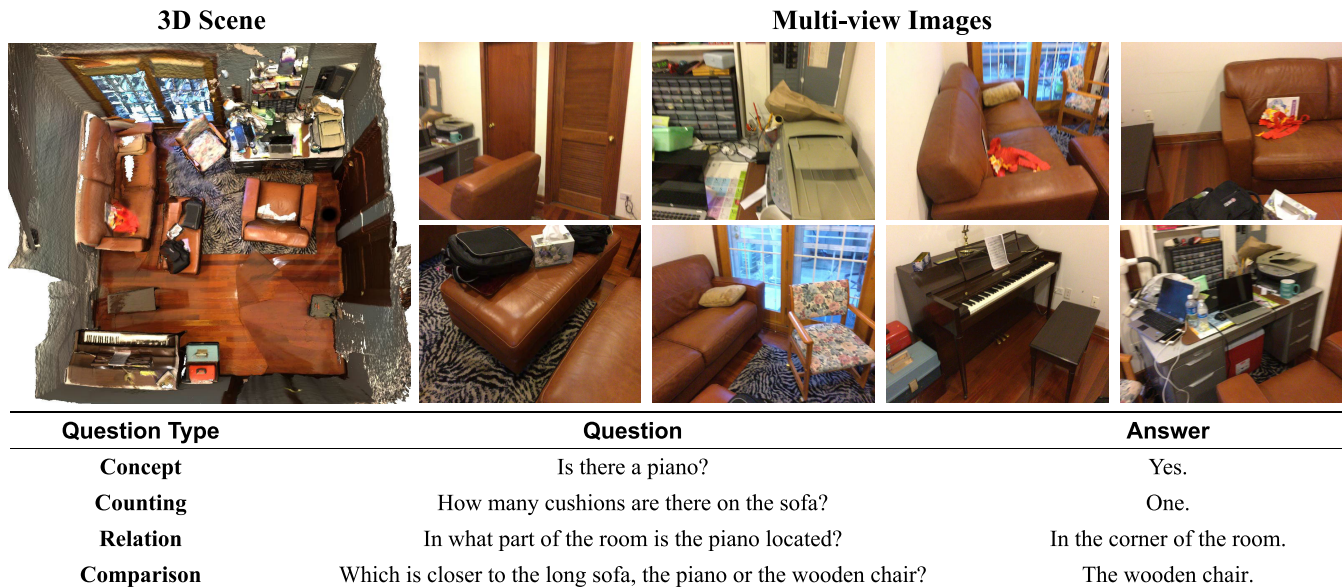 3D Scene
Multi-view Images
Question Type Question Answer
Concept Is there a piano? Yes.
Counting How many cushions are there on the sofa? One.
Relation In what part of the room is the piano located? In the corner of the room.
Comparison Which is closer to the long sofa, the piano or the wooden chair? The wooden chair.